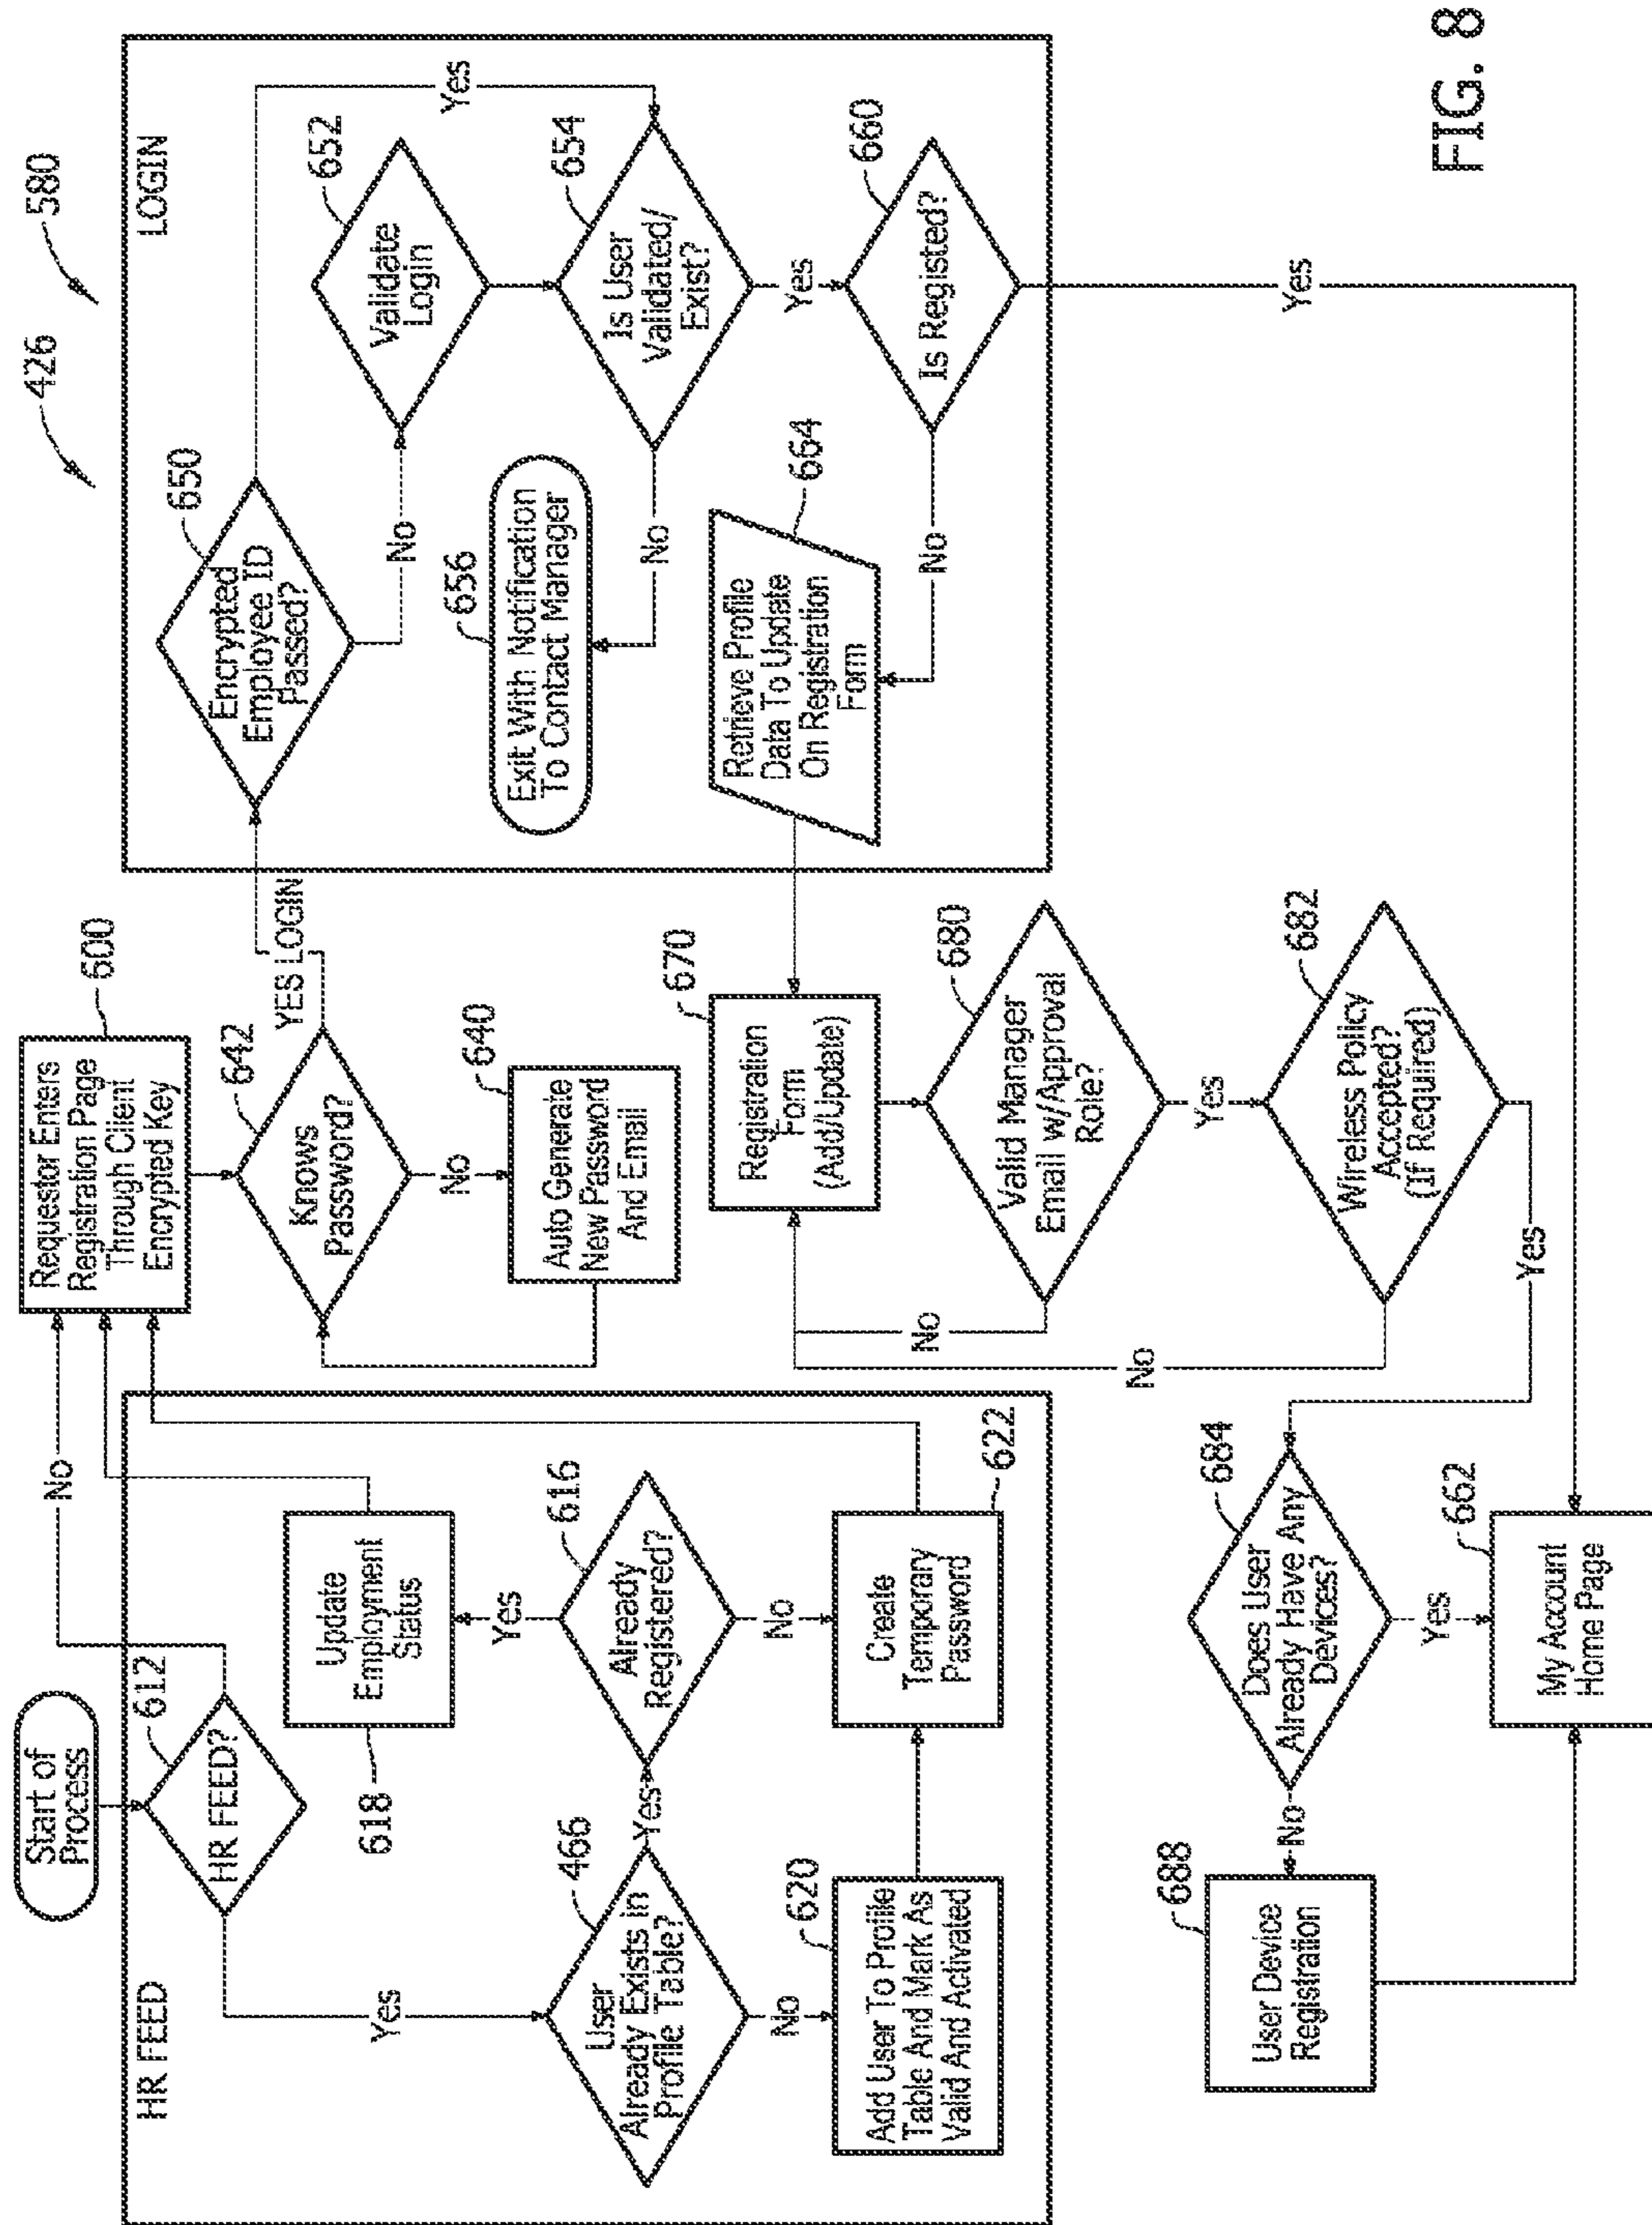 426
580
Start of
Process
HR FEED
612
HR FEED?
No
Yes
466
User
Already Exists in
Profile Table?
Yes
No
616
Already
Registered?
Yes
No
618
Update
Employment
Status
620
Add User To Profile
Table And Mark As
Valid And Activated
622
Create
Temporary
Password
600
Requestor Enters
Registration Page
Through Client
Encrypted Key
642
Knows
Password?
YES LOGIN
No
640
Auto Generate
New Password
And Email
LOGIN
650
Encrypted
Employee ID
Passed?
Yes
No
652
Validate
Login
654
Is User
Validated/
Exist?
No
Yes
656
Exit With Notification
To Contact Manager
660
Is Registered?
No
Yes
664
Retrieve Profile
Data To Update
On Registration
Form
670
Registration
Form
(Add/Update)
680
Valid Manager
Email w/Approval
Role?
No
Yes
682
Wireless Policy
Accepted?
(If Required)
No
Yes
684
Does User
Already Have Any
Devices?
No
Yes
688
User Device
Registration
662
My Account
Home Page
FIG. 8